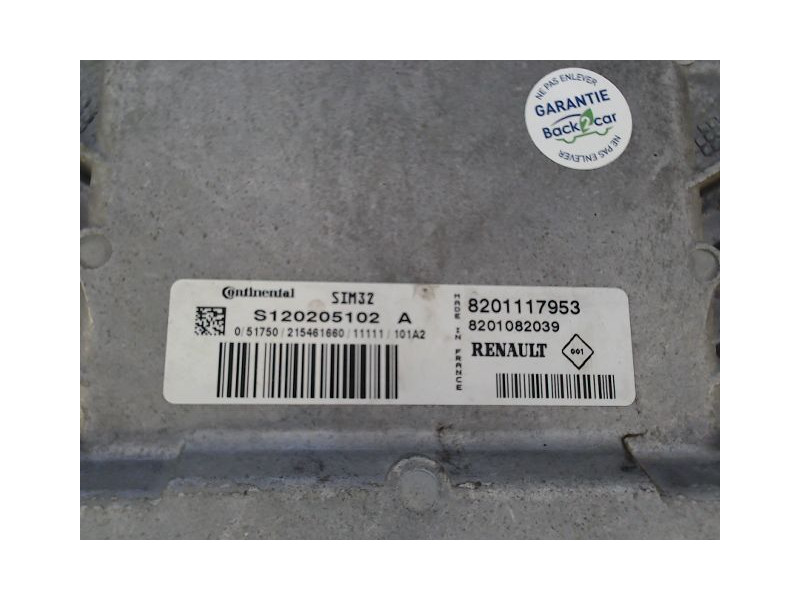 NE PAS ENLEVER
GARANTIE
Back2car
NE PAS ENLEVER
Continental SIM32
S120205102 A
0/51750/215461660/11111/101A2
MADE IN FRANCE
8201117953
8201082039
RENAULT 001